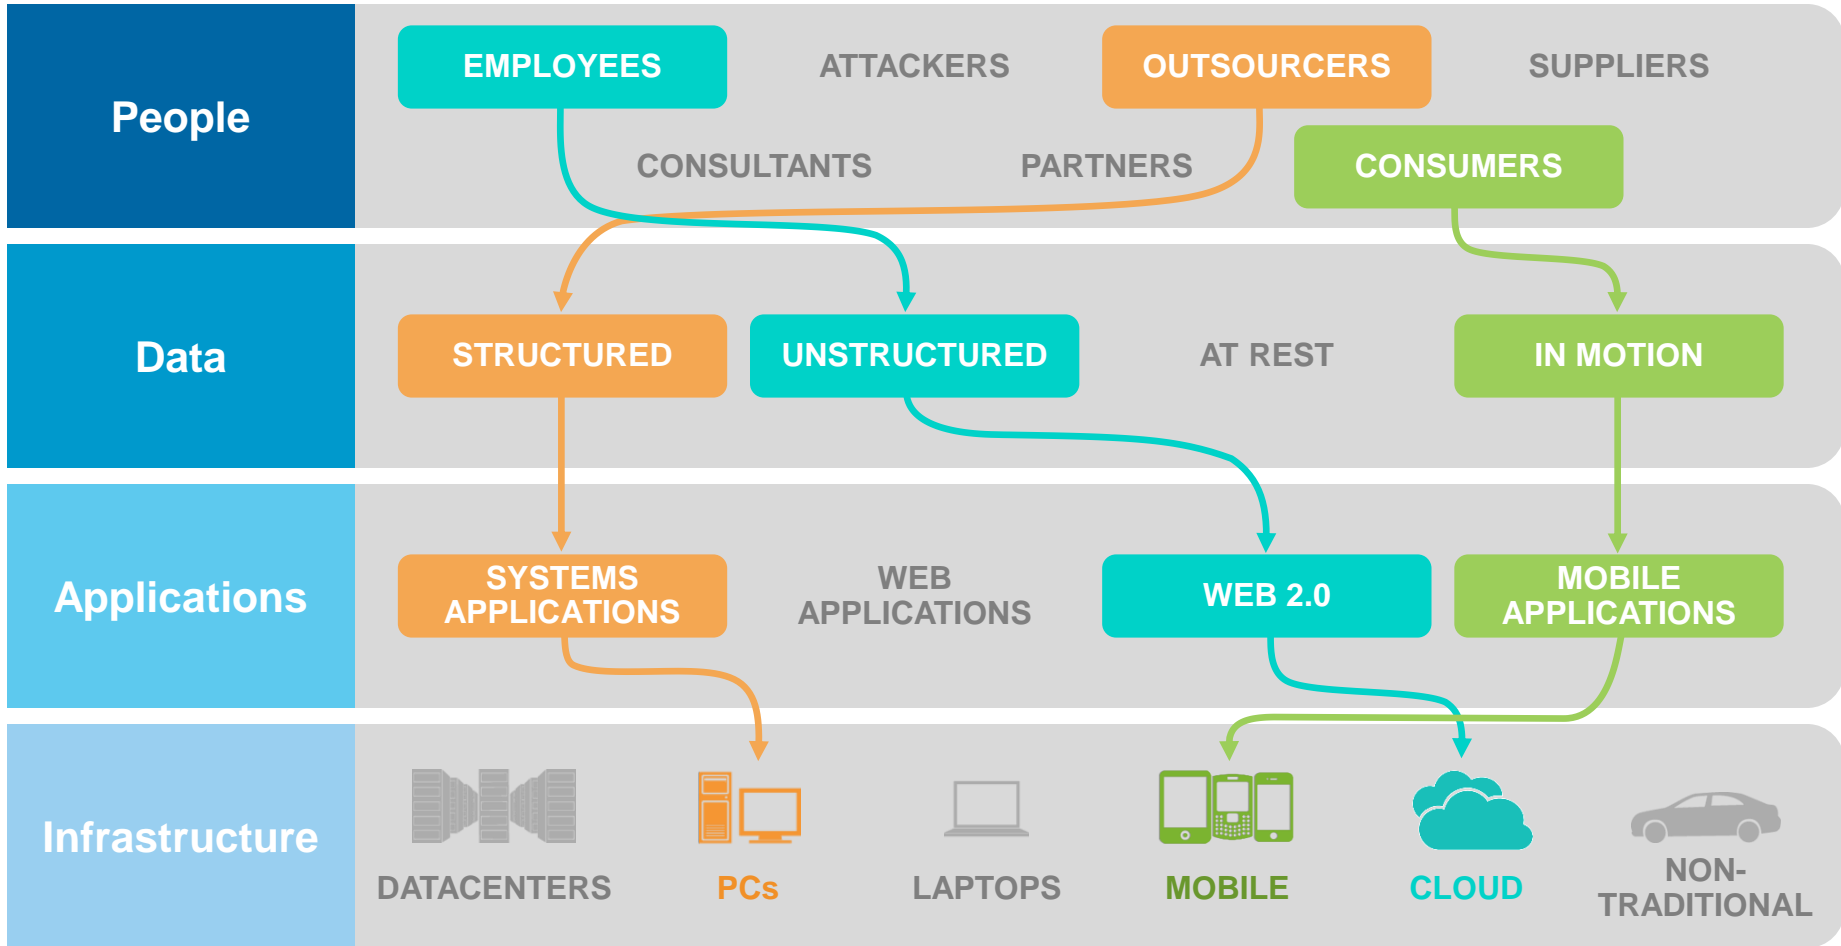 People
EMPLOYEES
ATTACKERS
OUTSOURCERS
SUPPLIERS
CONSULTANTS
PARTNERS
CONSUMERS
Data
STRUCTURED
UNSTRUCTURED
AT REST
IN MOTION
Applications
SYSTEMS
APPLICATIONS
WEB
APPLICATIONS
WEB 2.0
MOBILE
APPLICATIONS
Infrastructure
DATACENTERS
PCs
LAPTOPS
MOBILE
CLOUD
NON-
TRADITIONAL